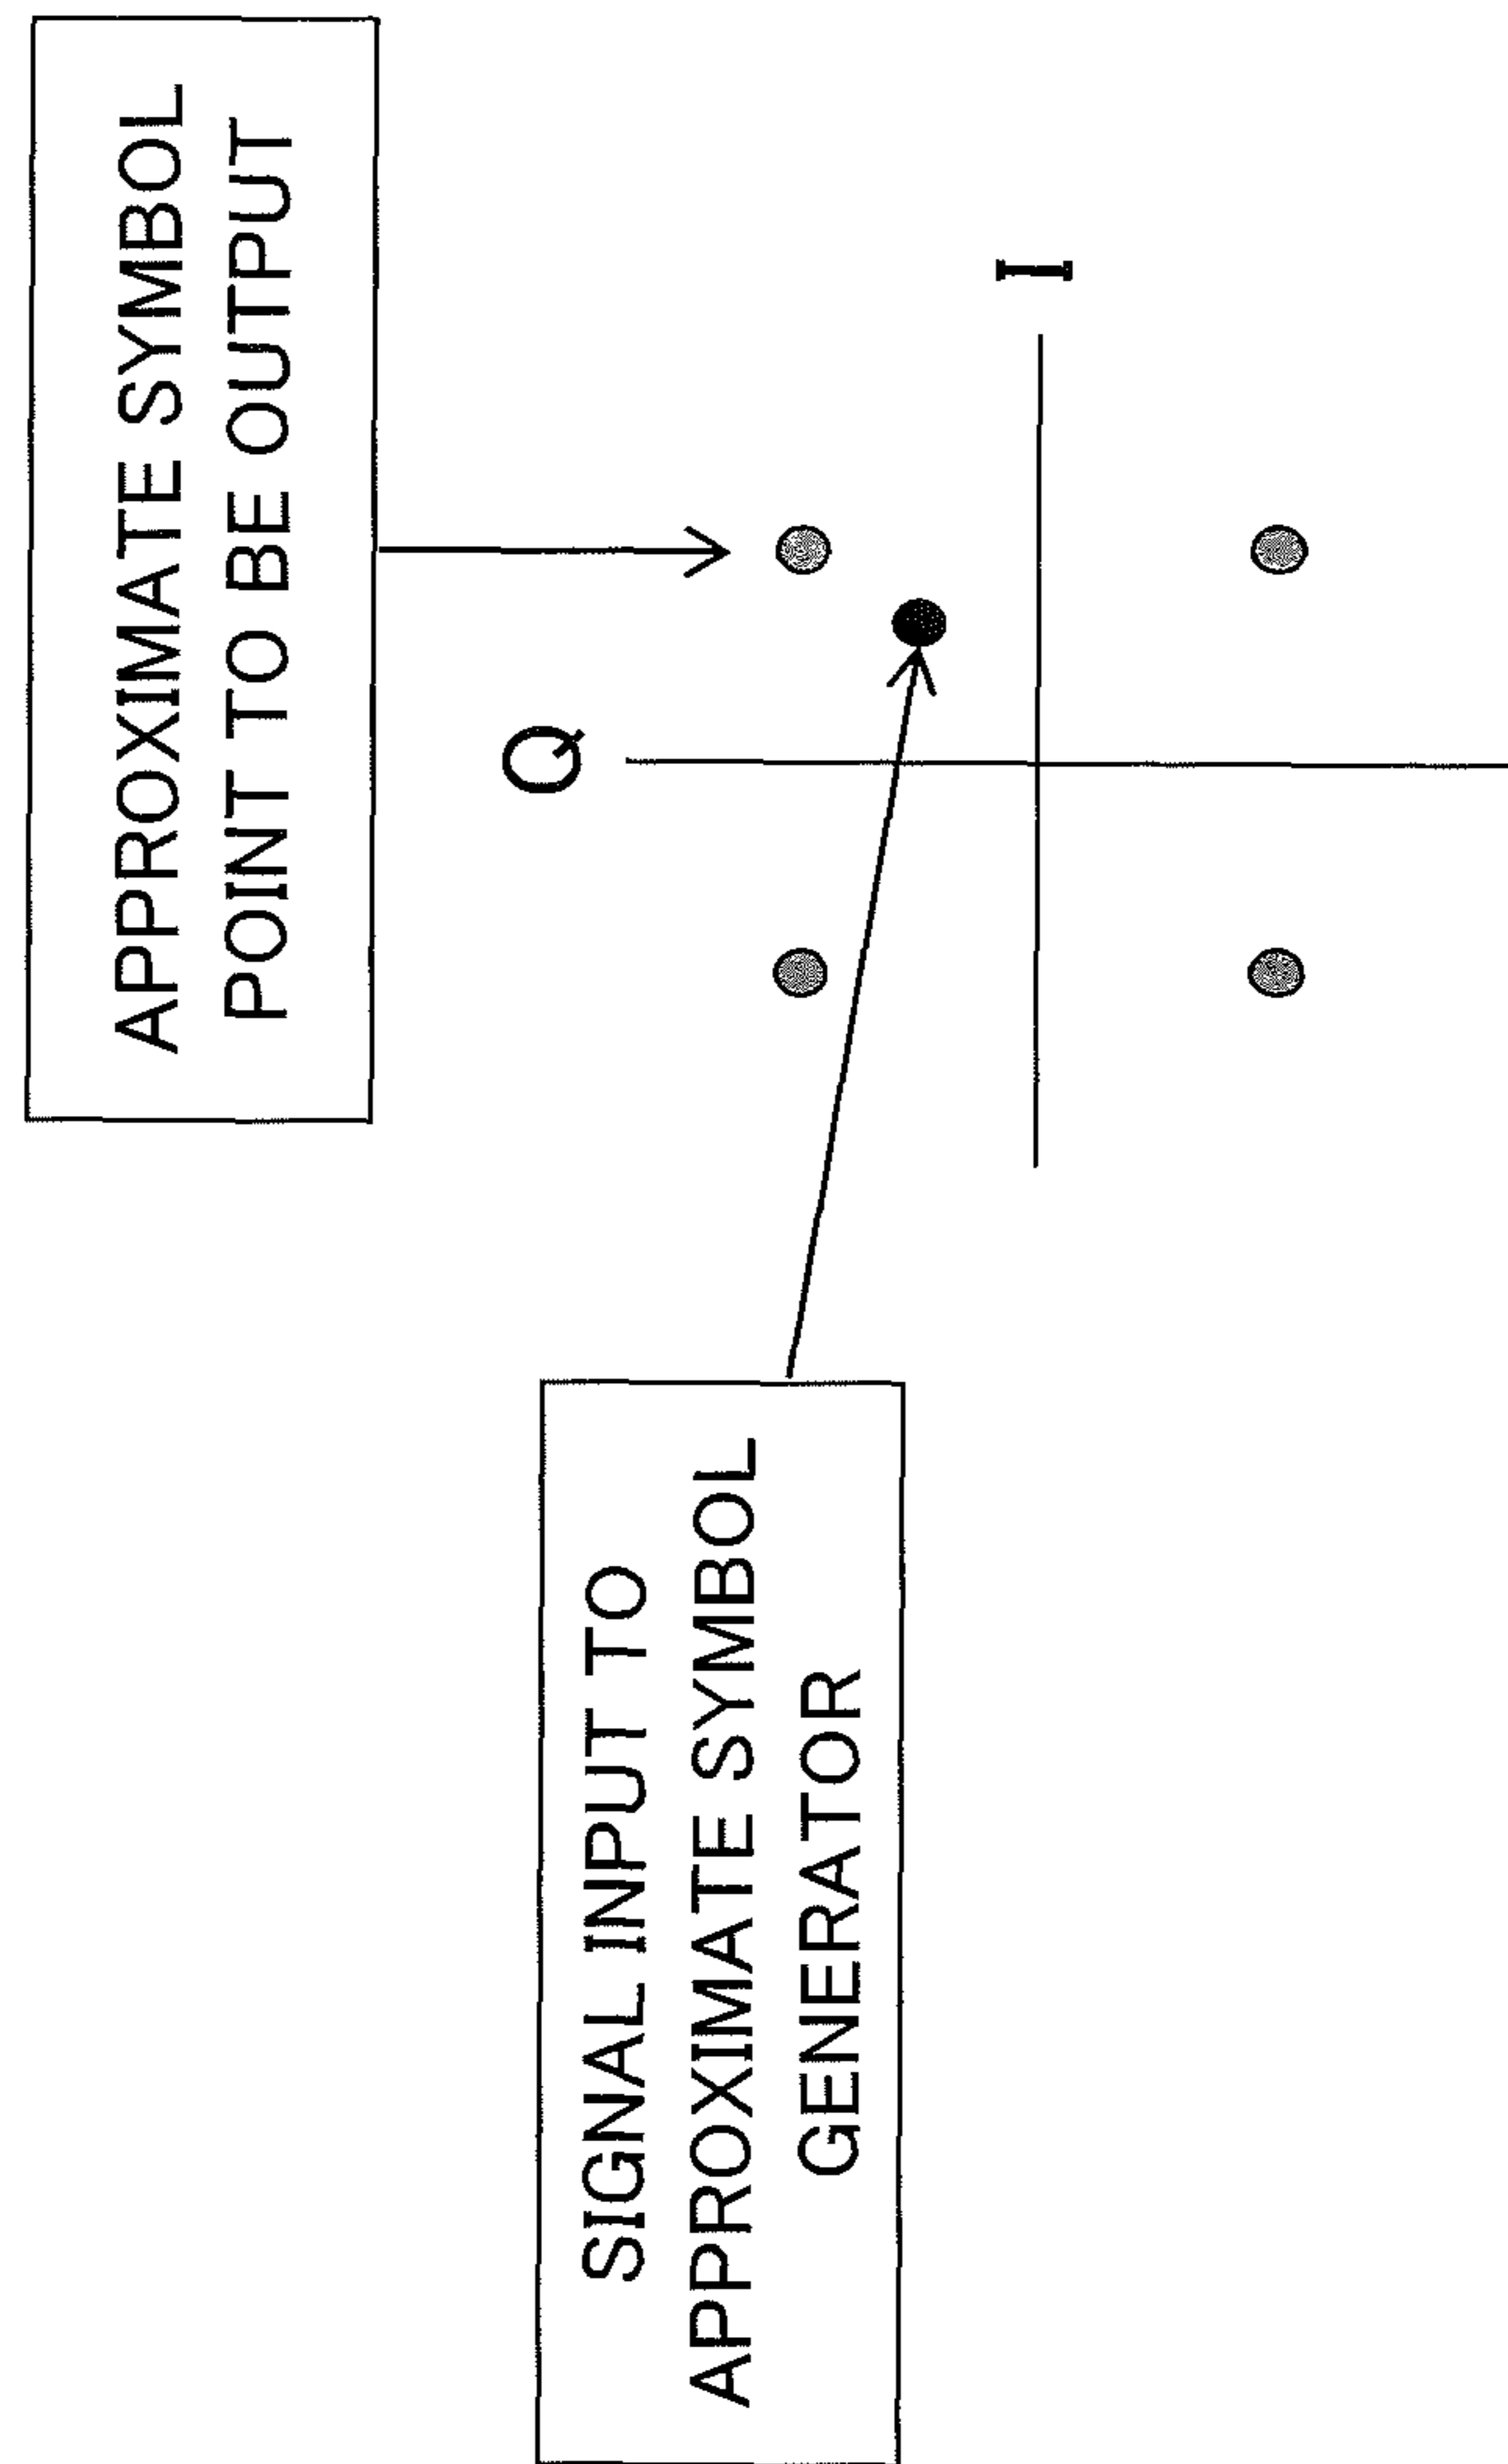 APPROXIMATE SYMBOL
POINT TO BE OUTPUT
Q
I
SIGNAL INPUT TO
APPROXIMATE SYMBOL
GENERATOR